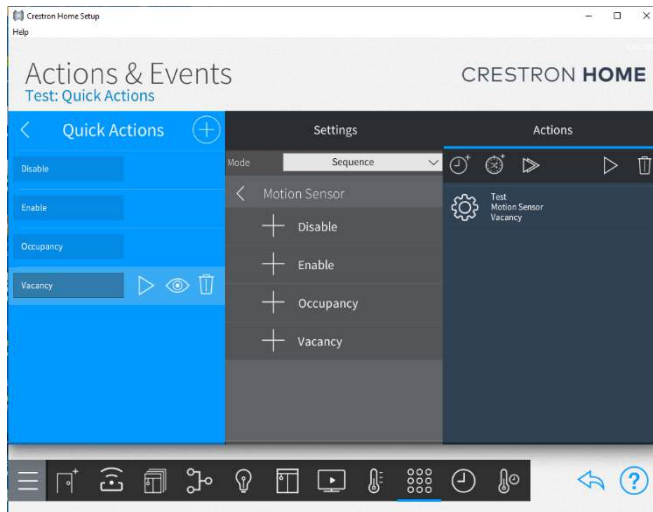 Crestron Home Setup
Help
Actions & Events
Test: Quick Actions
CRESTRON HOME
Quick Actions
Settings
Actions
Disable
Mode
Sequence
Motion Sensor
Test
Motion Sensor
Vacancy
Enable
Disable
Occupancy
Enable
Vacancy
Occupancy
Vacancy
?